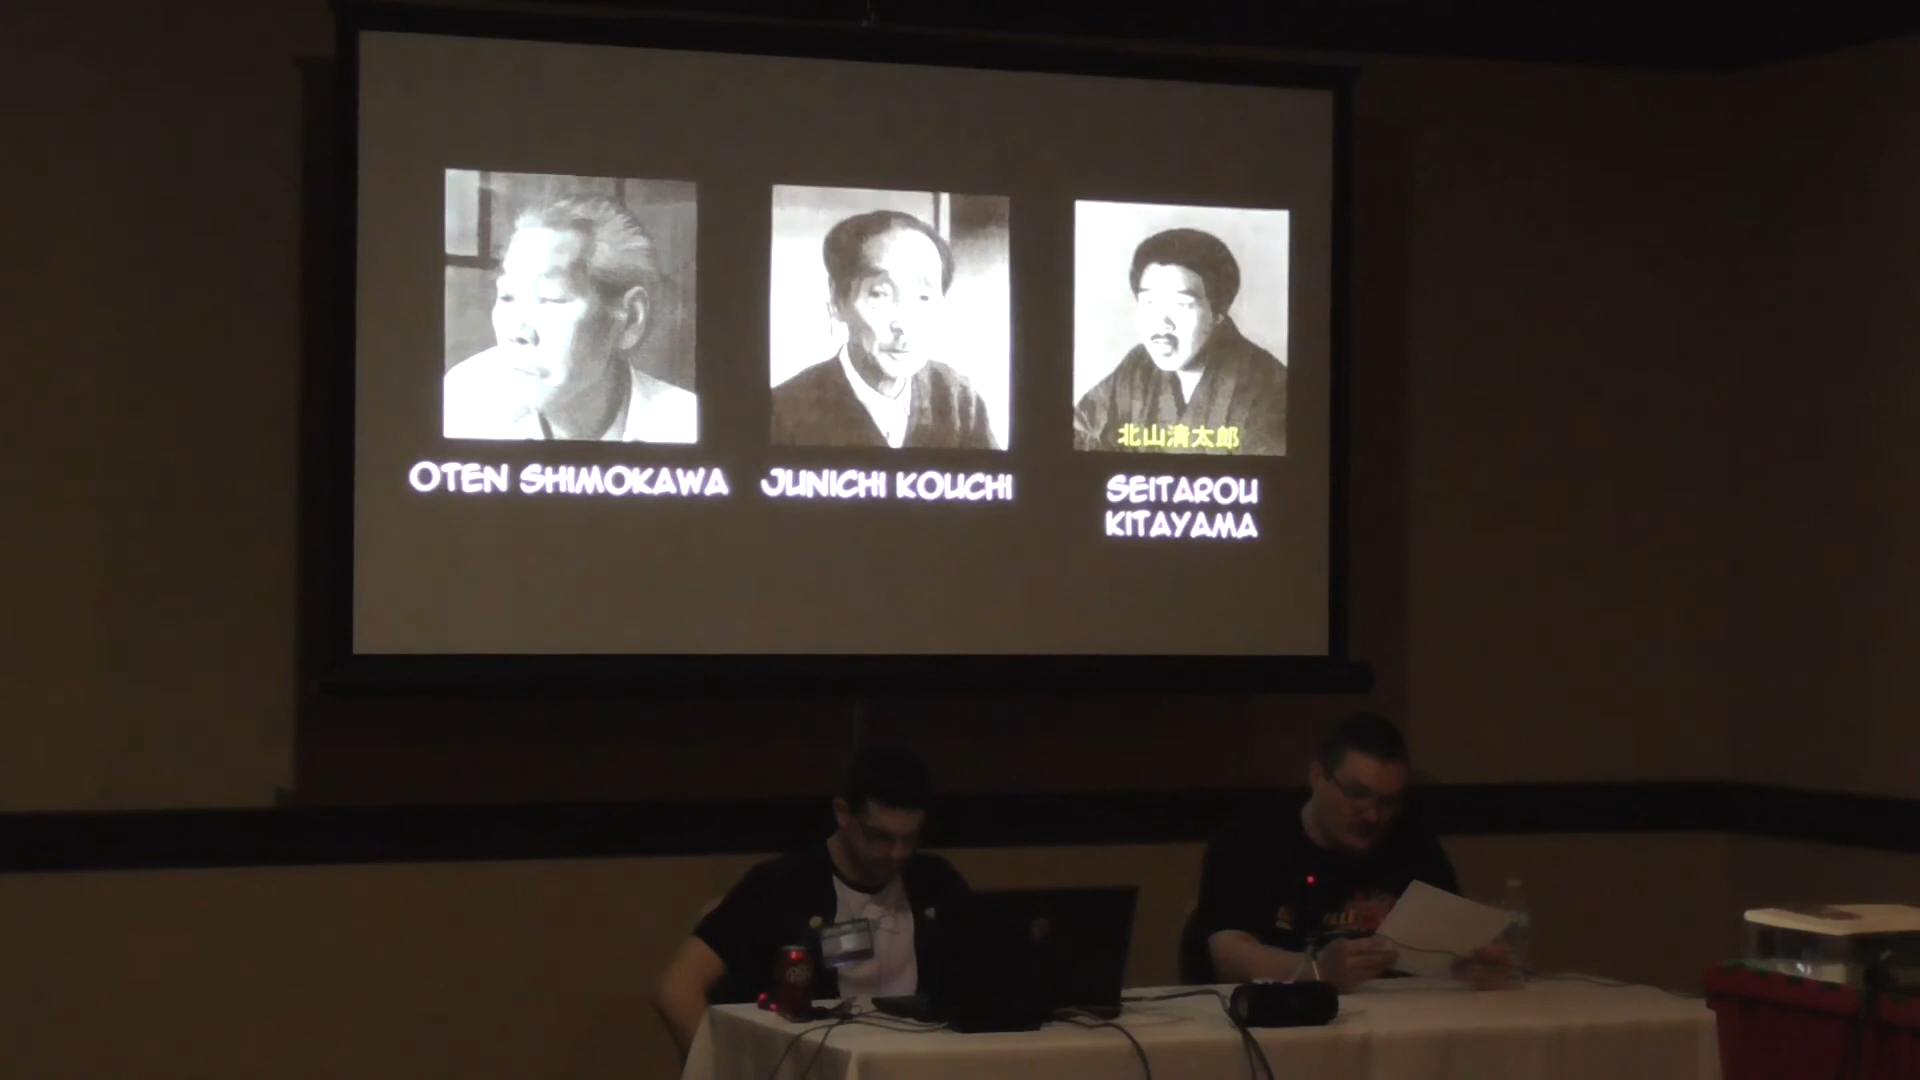 北山清太郎
OTEN SHIMOKAWA
JUNICHI KOUCHI
SEITAROU
KITAYAMA